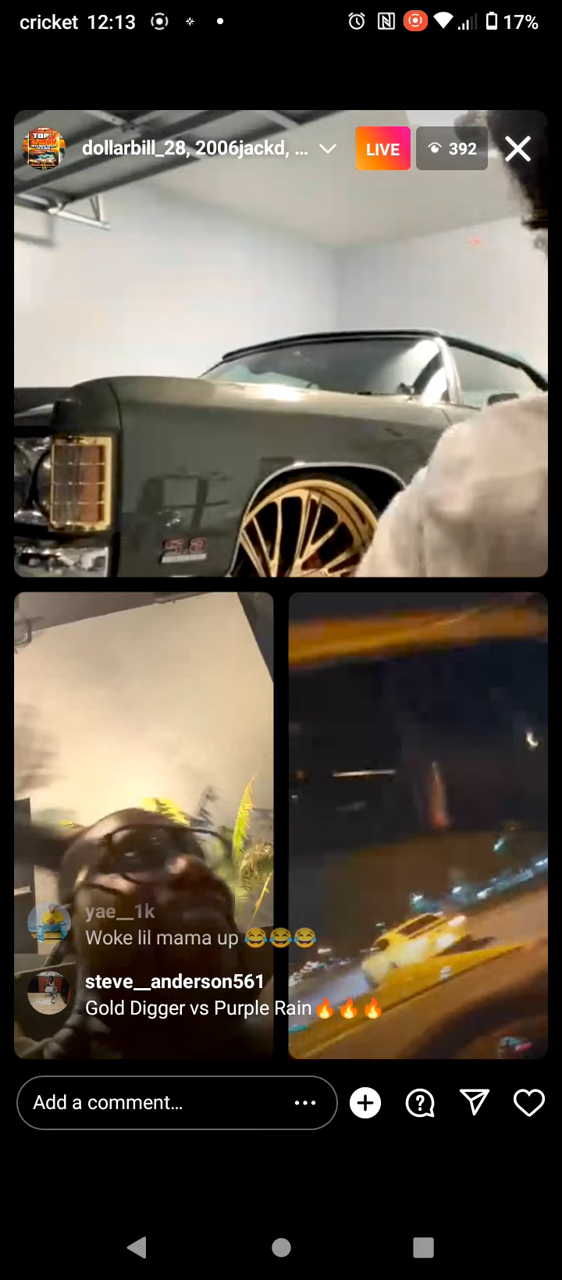 cricket 12:13
17%
TOP
dollarbill_28, 2006jackd, ...
LIVE
392
yae__1k
Woke lil mama up 😂😂😂
steve__anderson561
Gold Digger vs Purple Rain🔥🔥🔥
Add a comment…